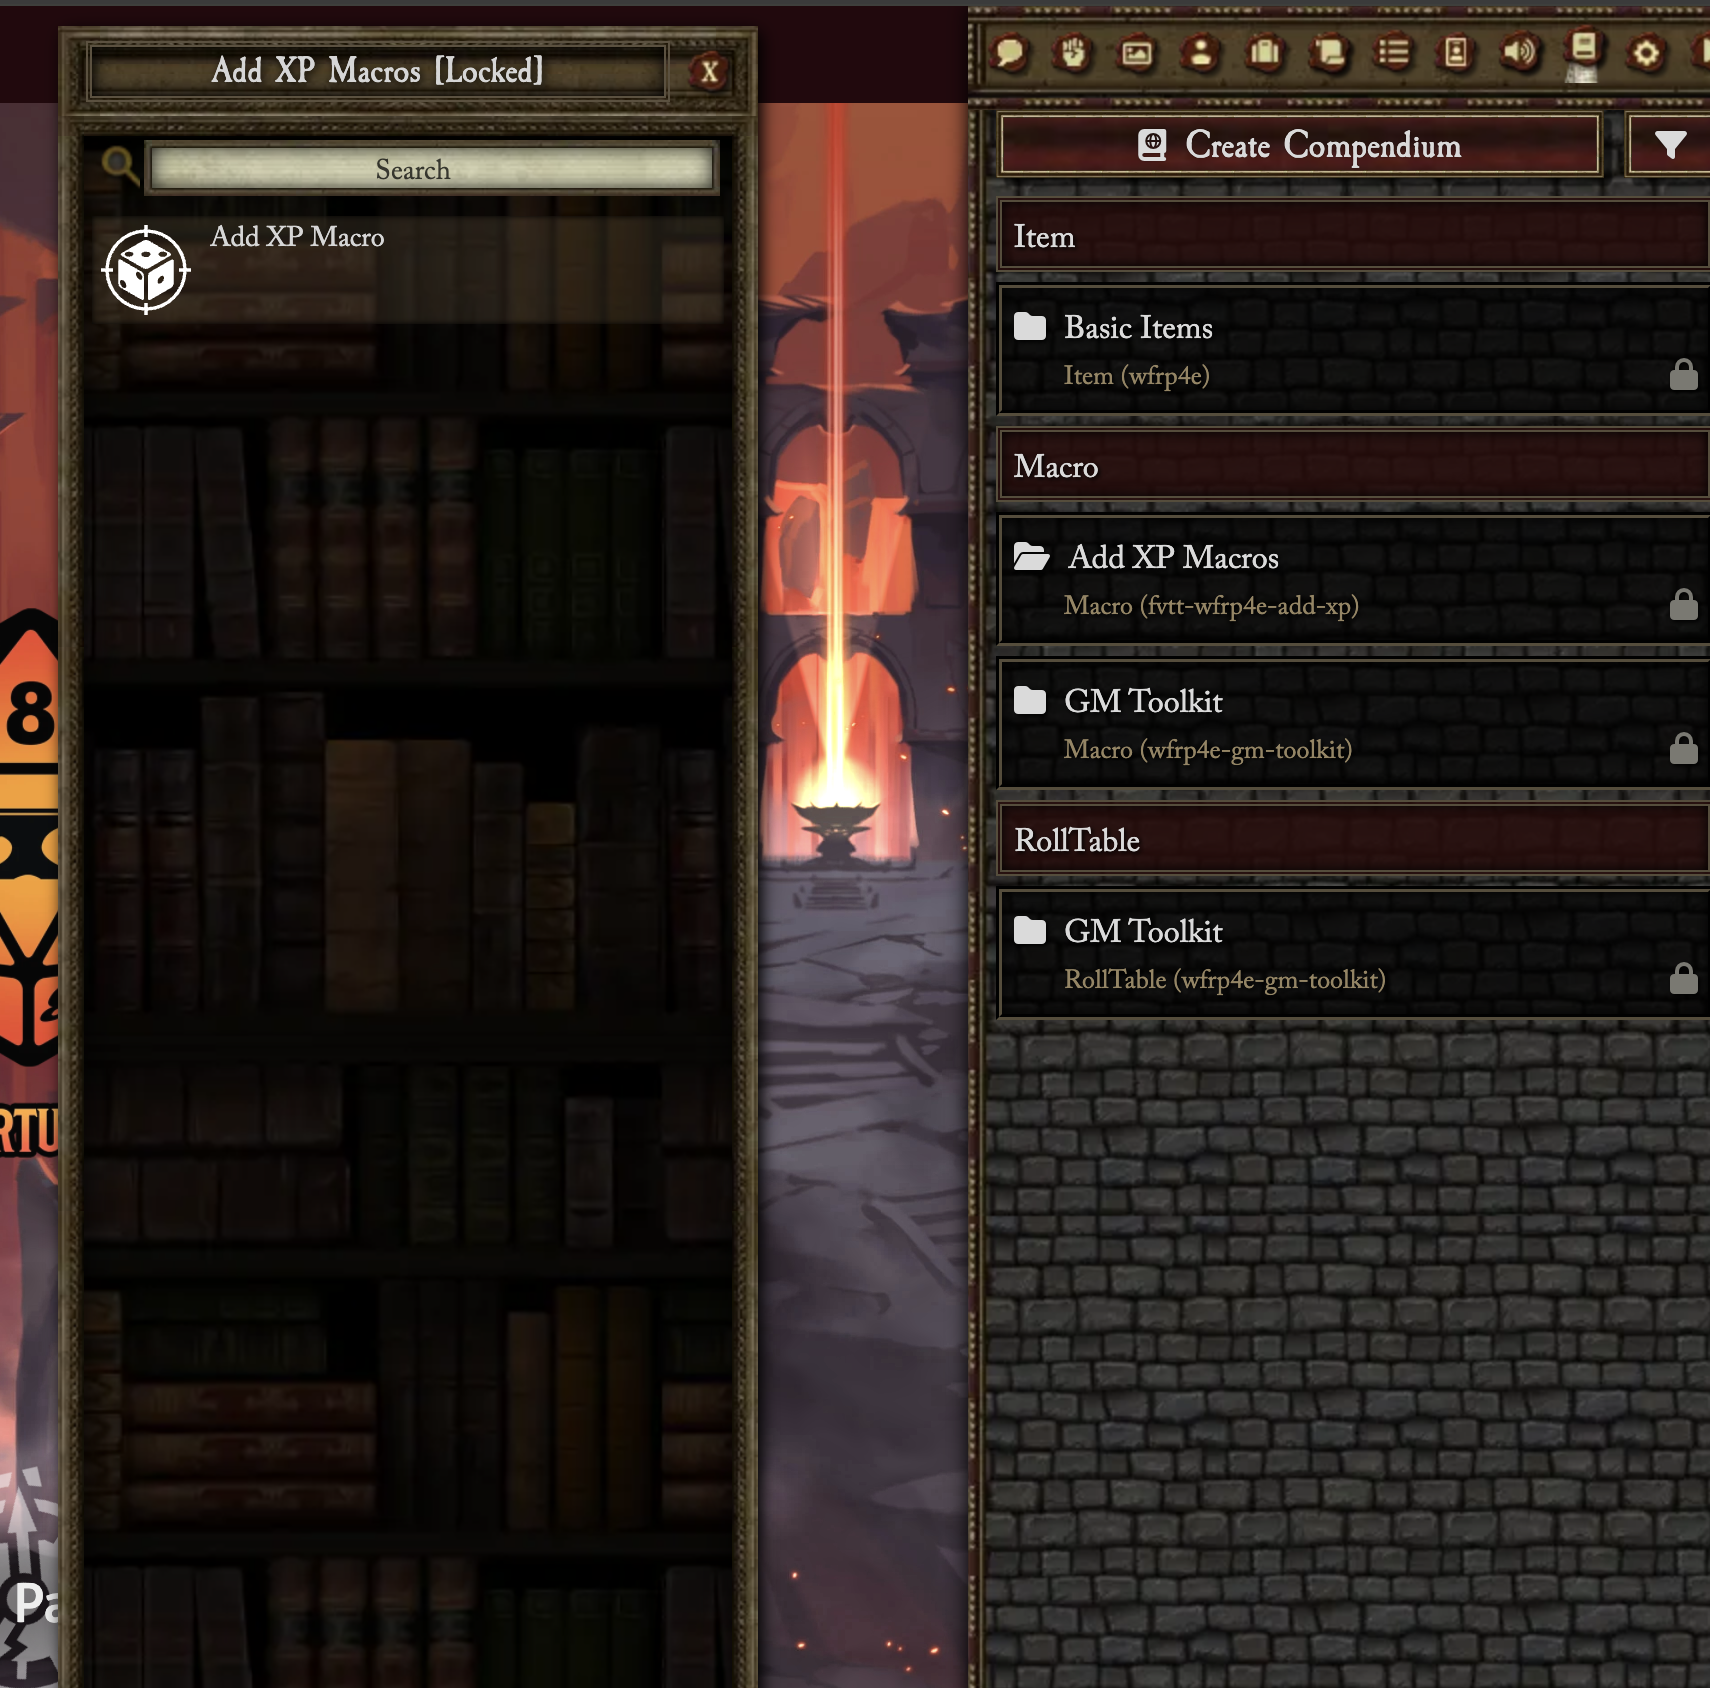 Add XP Macros [Locked]
X
Search
Add XP Macro
Create Compendium
Item
Basic Items
Item (wfrp4e)
Macro
Add XP Macros
Macro (fvtt-wfrp4e-add-xp)
GM Toolkit
Macro (wfrp4e-gm-toolkit)
RollTable
GM Toolkit
RollTable (wfrp4e-gm-toolkit)
8
RTU
Pa